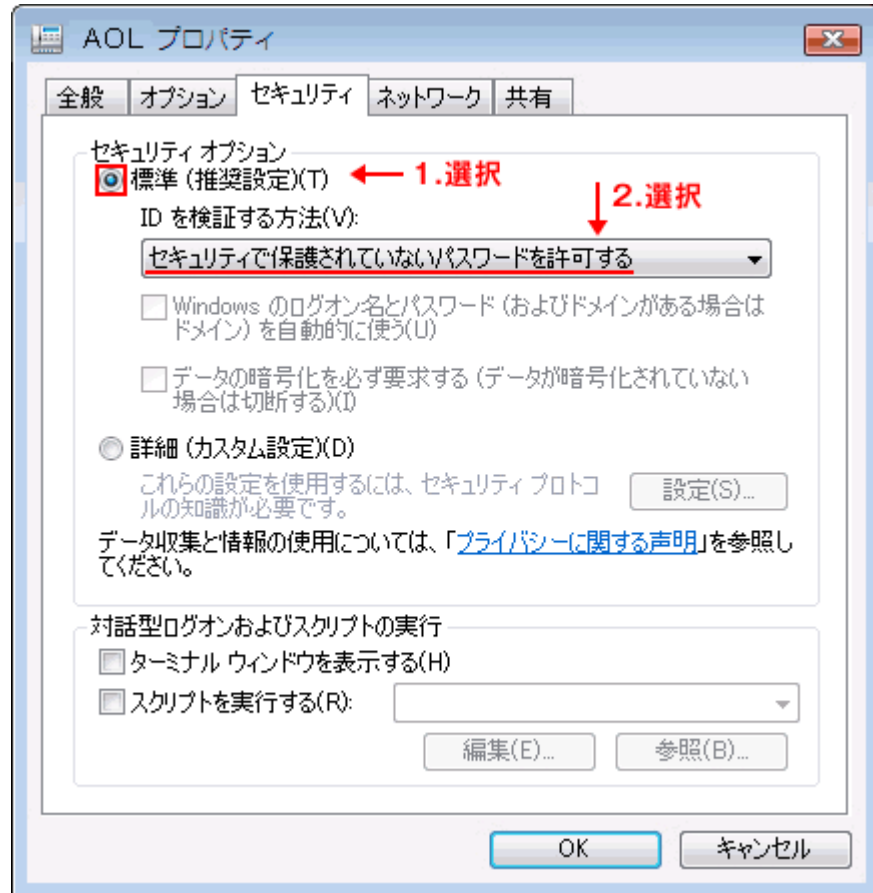 AOL プロパティ
全般 オプション セキュリティ ネットワーク 共有
セキュリティ オプション
標準 (推奨設定)(T) 1.選択
2.選択
ID を検証する方法(V):
セキュリティで保護されていないパスワードを許可する
Windows のログオン名とパスワード (およびドメインがある場合は
ドメイン) を自動的に使う(U)
データの暗号化を必ず要求する (データが暗号化されていない
場合は切断する)(I)
詳細 (カスタム設定)(D)
これらの設定を使用するには、セキュリティ プロトコ
ルの知識が必要です。
設定(S)...
データ収集と情報の使用については、「プライバシーに関する声明」を参照し
てください。
対話型ログオンおよびスクリプトの実行
ターミナル ウィンドウを表示する(H)
スクリプトを実行する(R):
編集(E)... 参照(B)...
OK キャンセル